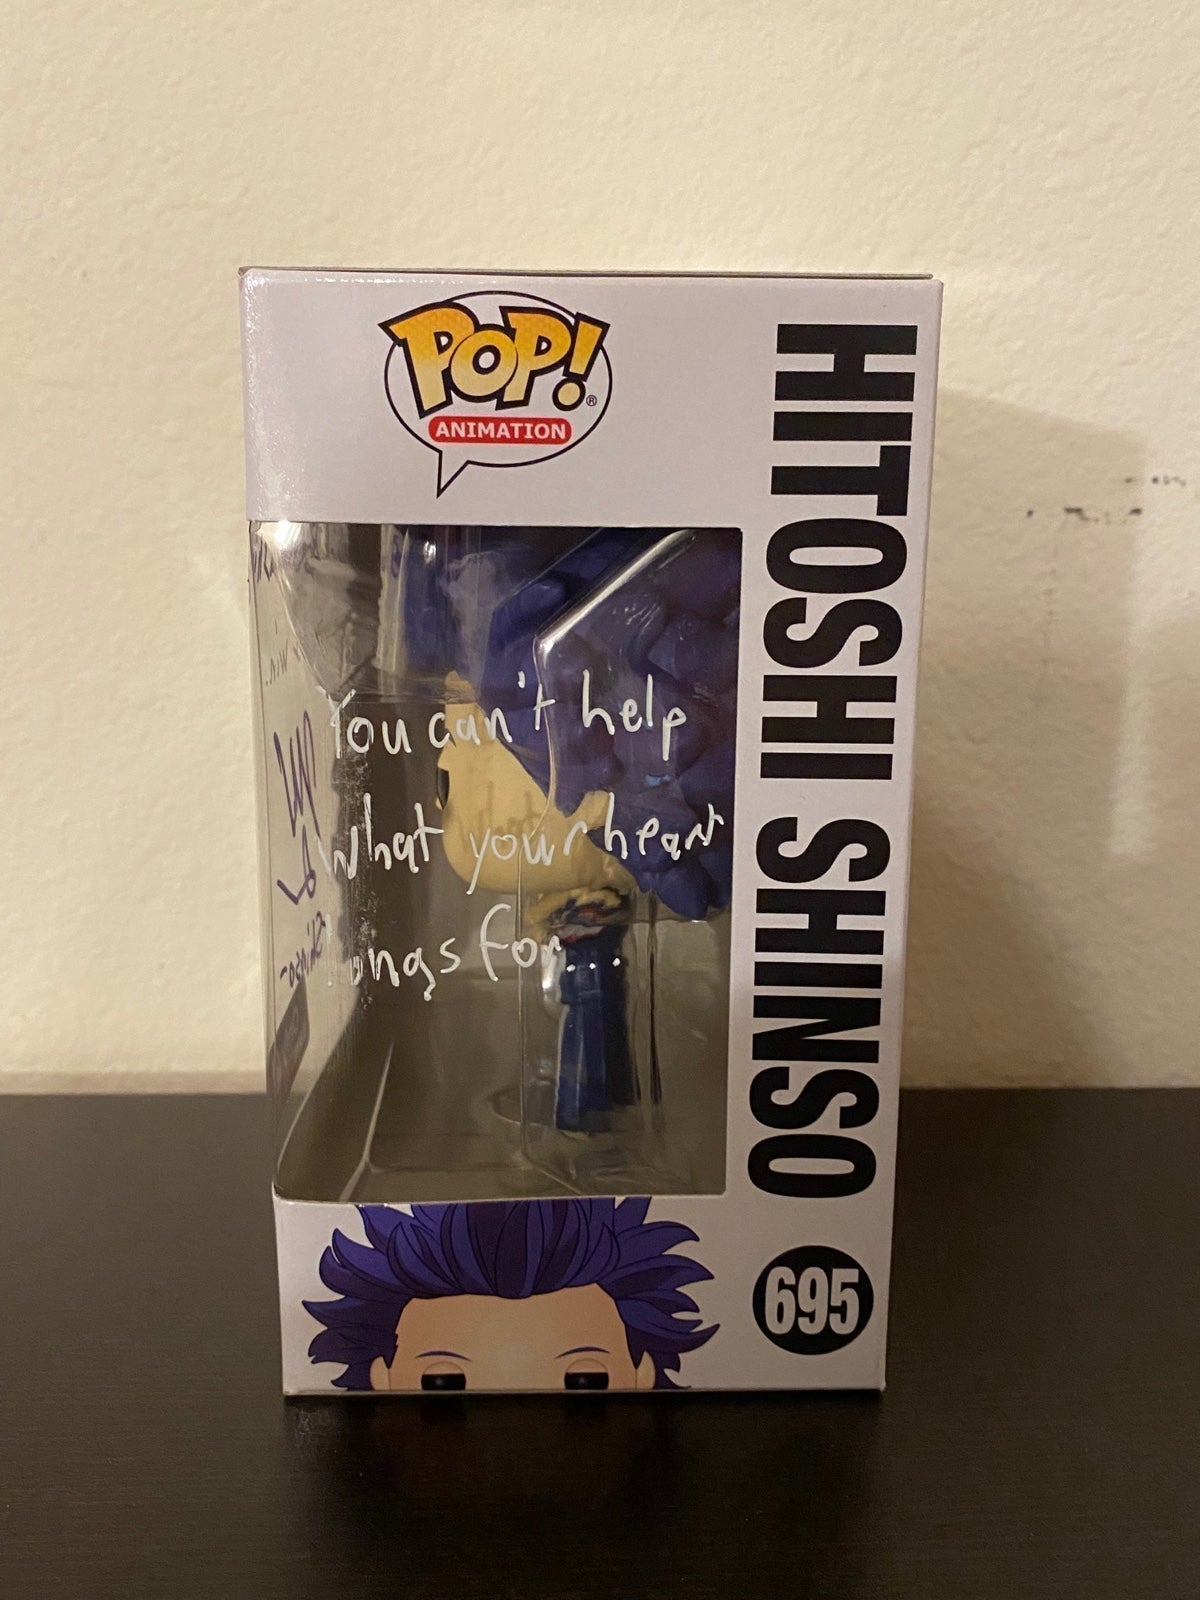 POP!®
ANIMATION
HITOSHI SHINSO
695
You can't help
what your heart
longs for...